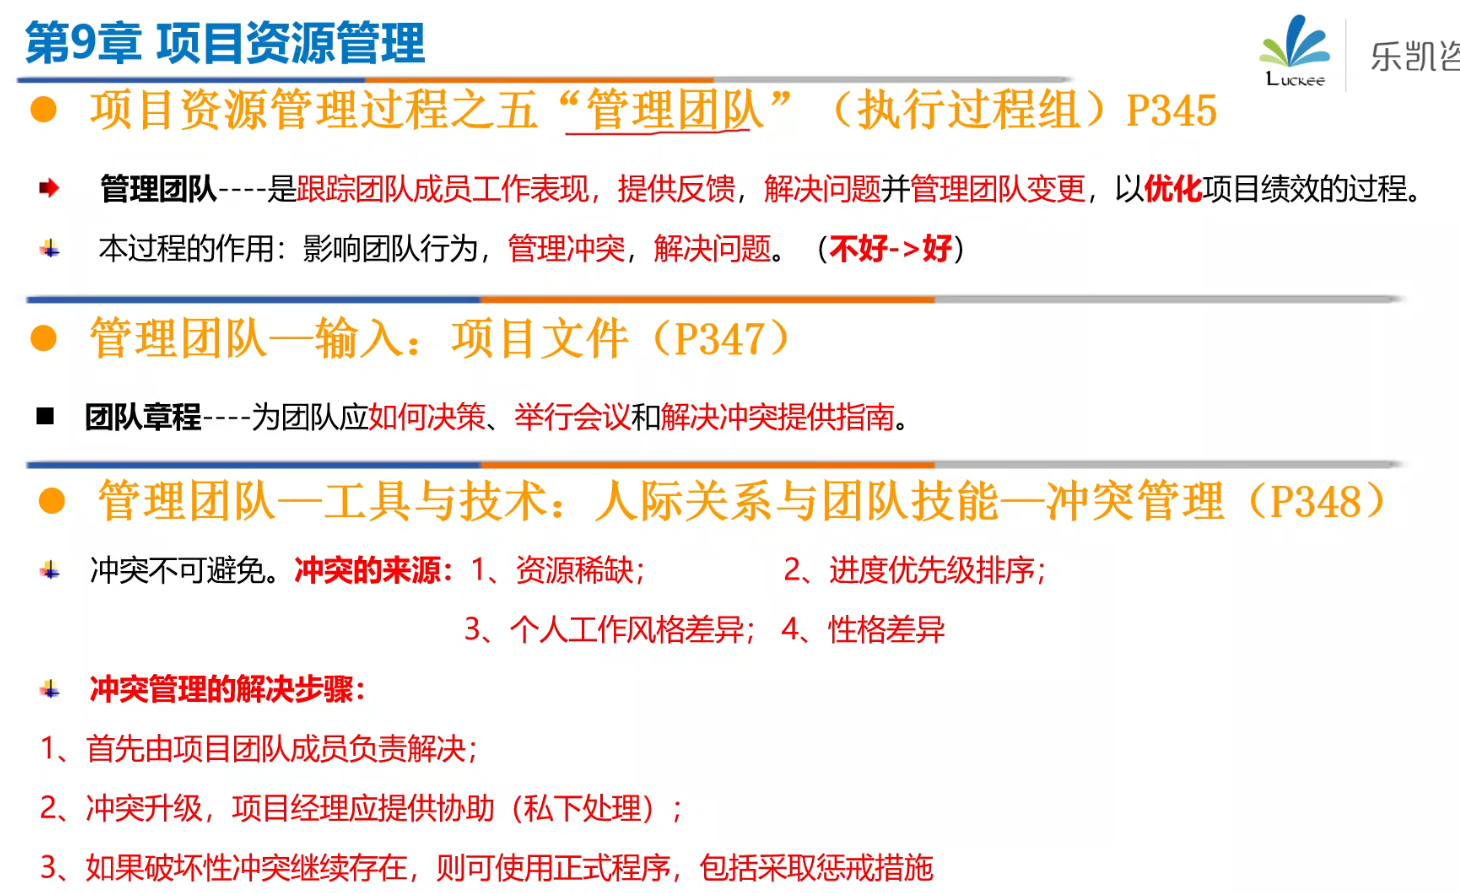 第9章 项目资源管理
Luckee
乐凯咨
项目资源管理过程之五“管理团队”（执行过程组）P345
管理团队----是跟踪团队成员工作表现，提供反馈，解决问题并管理团队变更，以优化项目绩效的过程。
本过程的作用：影响团队行为，管理冲突，解决问题。（不好->好）
管理团队—输入：项目文件（P347）
团队章程----为团队应如何决策、举行会议和解决冲突提供指南。
管理团队—工具与技术：人际关系与团队技能—冲突管理（P348）
冲突不可避免。冲突的来源：1、资源稀缺； 2、进度优先级排序；
3、个人工作风格差异； 4、性格差异
冲突管理的解决步骤：
1、首先由项目团队成员负责解决；
2、冲突升级，项目经理应提供协助（私下处理）；
3、如果破坏性冲突继续存在，则可使用正式程序，包括采取惩戒措施